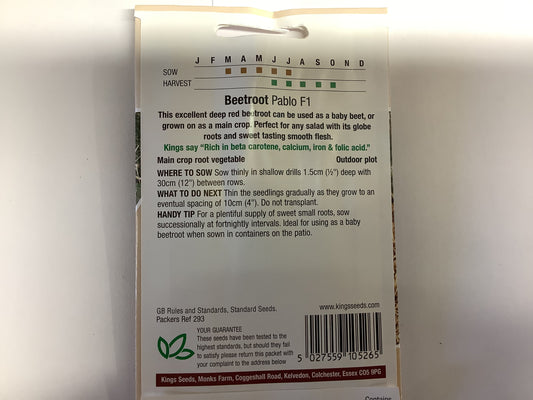 J F M A M J J A S O N D
SOW
HARVEST
Beetroot Pablo F1
This excellent deep red beetroot can be used as a baby beet, or
grown on as a main crop. Perfect for any salad with its globe
roots and sweet tasting smooth flesh.
Kings say “Rich in beta carotene, calcium, iron & folic acid.”
Main crop root vegetable Outdoor plot
WHERE TO SOW Sow thinly in shallow drills 1.5cm (½") deep with
30cm (12") between rows.
WHAT TO DO NEXT Thin the seedlings gradually as they grow to an
eventual spacing of 10cm (4"). Do not transplant.
HANDY TIP For a plentiful supply of sweet small roots, sow
successionally at fortnightly intervals. Ideal for using as a baby
beetroot when sown in containers on the patio.
GB Rules and Standards, Standard Seeds.
Packers Ref 293
www.kingsseeds.com
YOUR GUARANTEE
These seeds have been tested to the
highest standards, but should they fail
to satisfy please return this packet with
your complaint to the address below
5 027559 105265
Kings Seeds, Monks Farm, Coggeshall Road, Kelvedon, Colchester, Essex CO5 9PG
Contains